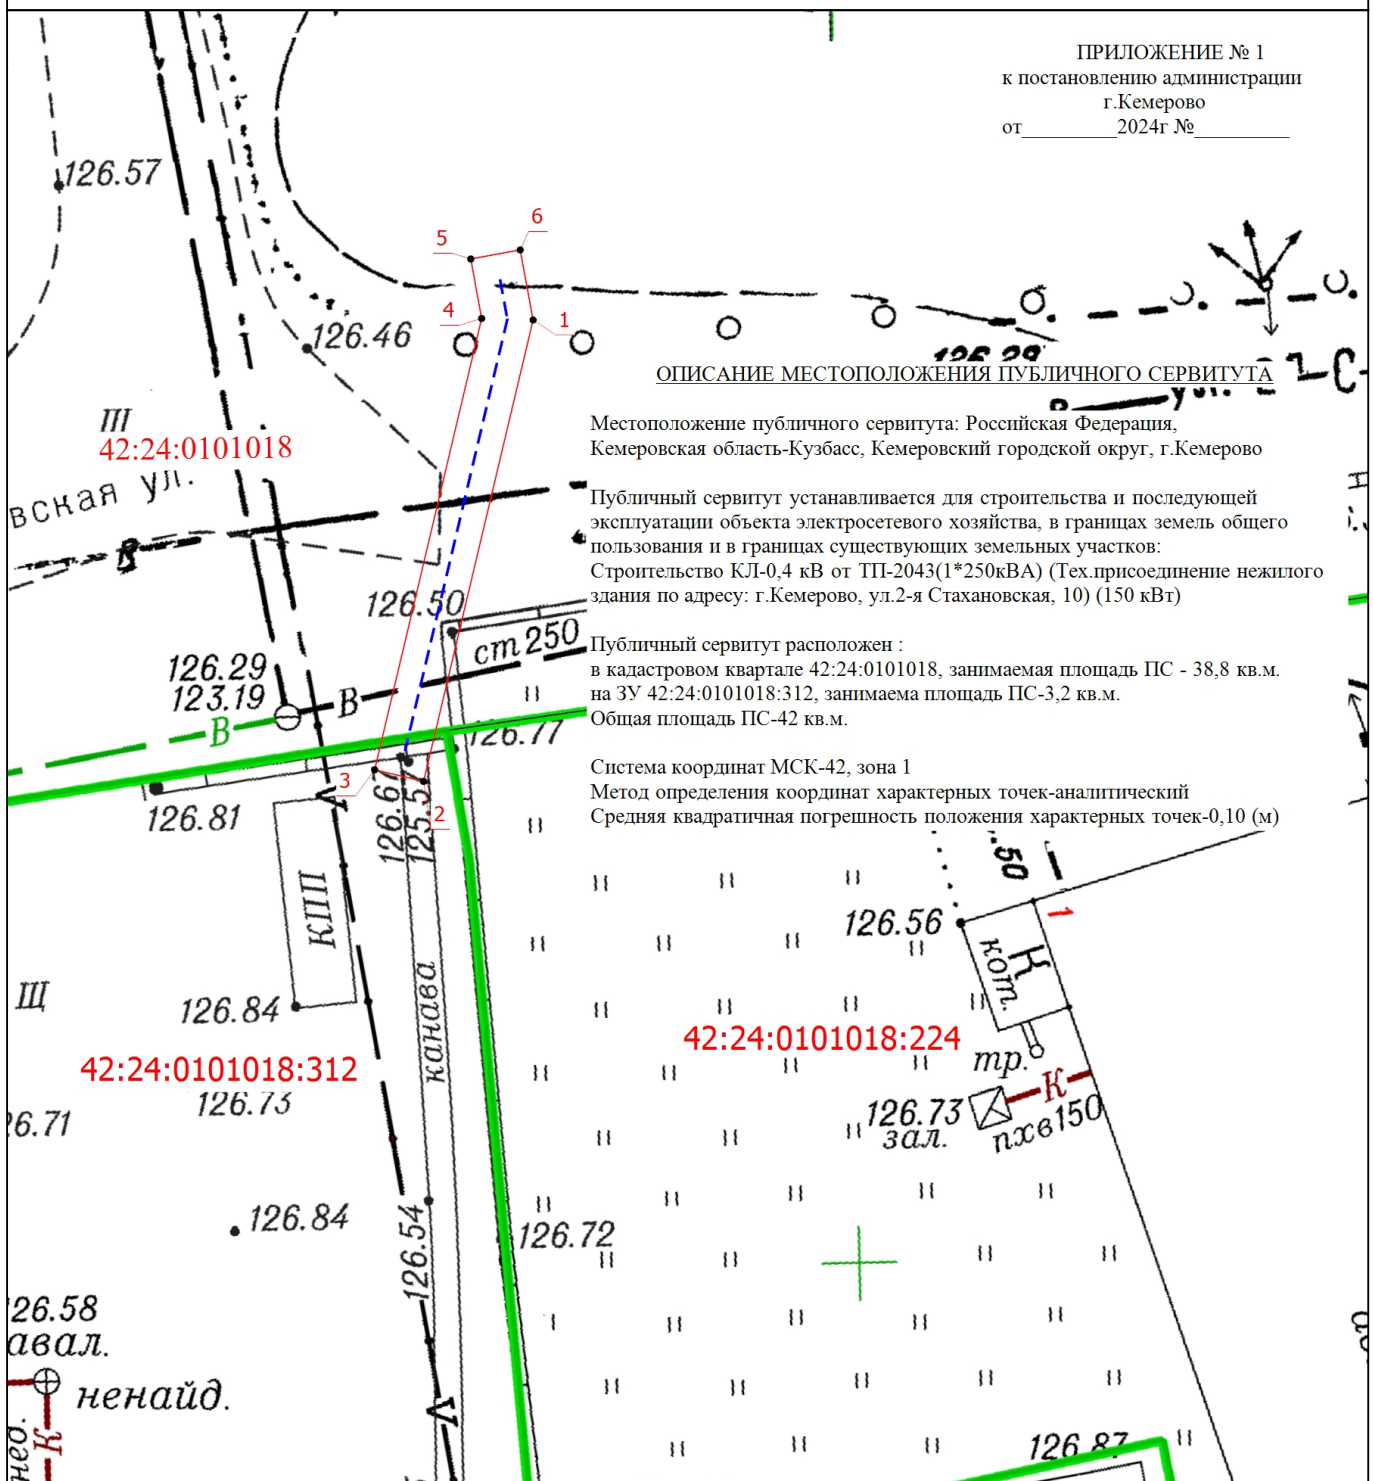 ПРИЛОЖЕНИЕ № 1
к постановлению администрации
г.Кемерово
от__________2024г №__________
126.57
6
5
4
1
126.46
ОПИСАНИЕ МЕСТОПОЛОЖЕНИЯ ПУБЛИЧНОГО СЕРВИТУТА
III
42:24:0101018
вская ул.
В
Местоположение публичного сервитута: Российская Федерация,
Кемеровская область-Кузбасс, Кемеровский городской округ, г.Кемерово
Публичный сервитут устанавливается для строительства и последующей
эксплуатации объекта электросетевого хозяйства, в границах земель общего
пользования и в границах существующих земельных участков:
Строительство КЛ-0,4 кВ от ТП-2043(1*250кВА) (Тех.присоединение нежилого
здания по адресу: г.Кемерово, ул.2-я Стахановская, 10) (150 кВт)
Публичный сервитут расположен :
в кадастровом квартале 42:24:0101018, занимаемая площадь ПС - 38,8 кв.м.
на ЗУ 42:24:0101018:312, занимаема площадь ПС-3,2 кв.м.
Общая площадь ПС-42 кв.м.
Система координат МСК-42, зона 1
Метод определения координат характерных точек-аналитический
Средняя квадратичная погрешность положения характерных точек-0,10 (м)
126.50
ст 250
126.29
123.19
В
В
126.77
3
2
126.81
126.67
125.57
КПП
.50
1
126.56
К
кот.
канава
Щ
126.84
42:24:0101018:312
42:24:0101018:224
тр.
К
126.73
26.71
126.73
зал.
пхв150
126.84
126.54
126.72
26.58
авал.
ненайд.
К
126.87